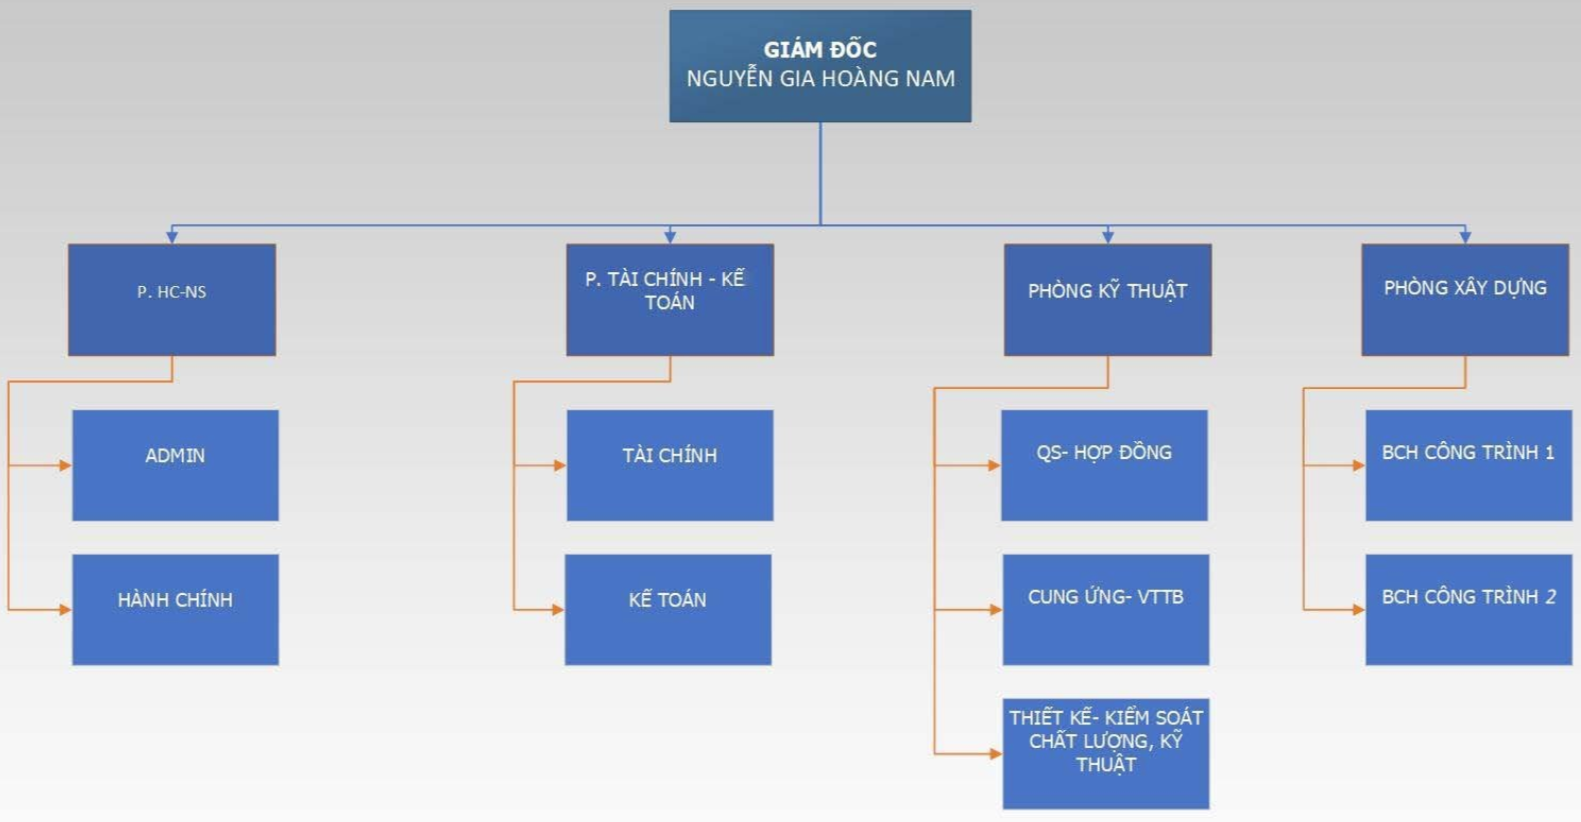 GIÁM ĐỐC
NGUYỄN GIA HOÀNG NAM
P. HC-NS
P. TÀI CHÍNH - KẾ
TOÁN
PHÒNG KỸ THUẬT
PHÒNG XÂY DỰNG
ADMIN
TÀI CHÍNH
QS- HỢP ĐỒNG
BCH CÔNG TRÌNH 1
HÀNH CHÍNH
KẾ TOÁN
CUNG ỨNG- VTTB
BCH CÔNG TRÌNH 2
THIẾT KẾ- KIỂM SOÁT
CHẤT LƯỢNG, KỸ
THUẬT